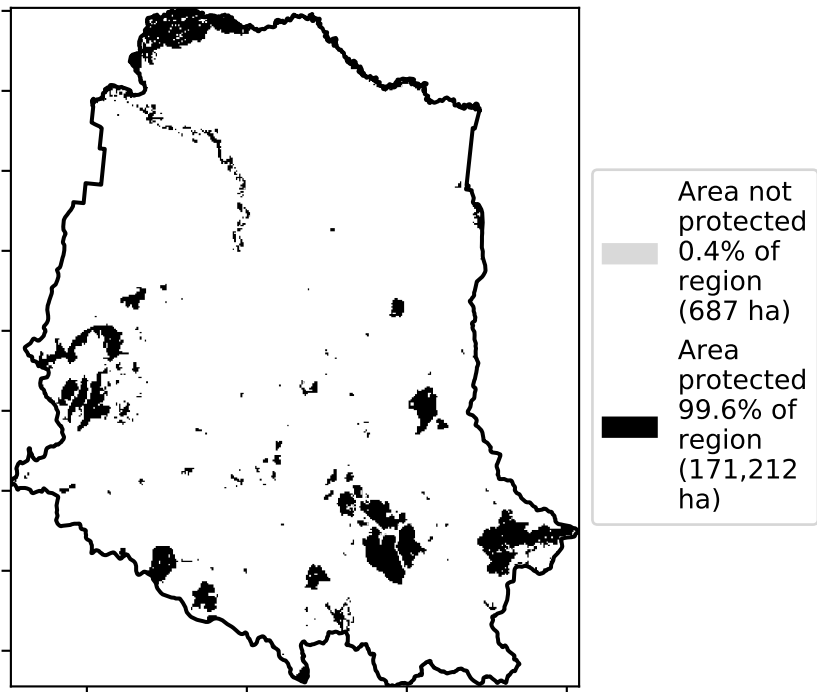 Area not
protected
0.4% of
region
(687 ha)
Area
protected
99.6% of
region
(171,212
ha)